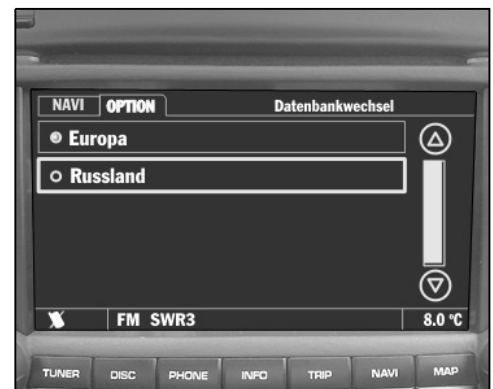 NAVI OPTION Datenbankwechsel
Europa
Russland
FM SWR3 8.0 °C
TUNER DISC PHONE INFO TRIP NAVI MAP